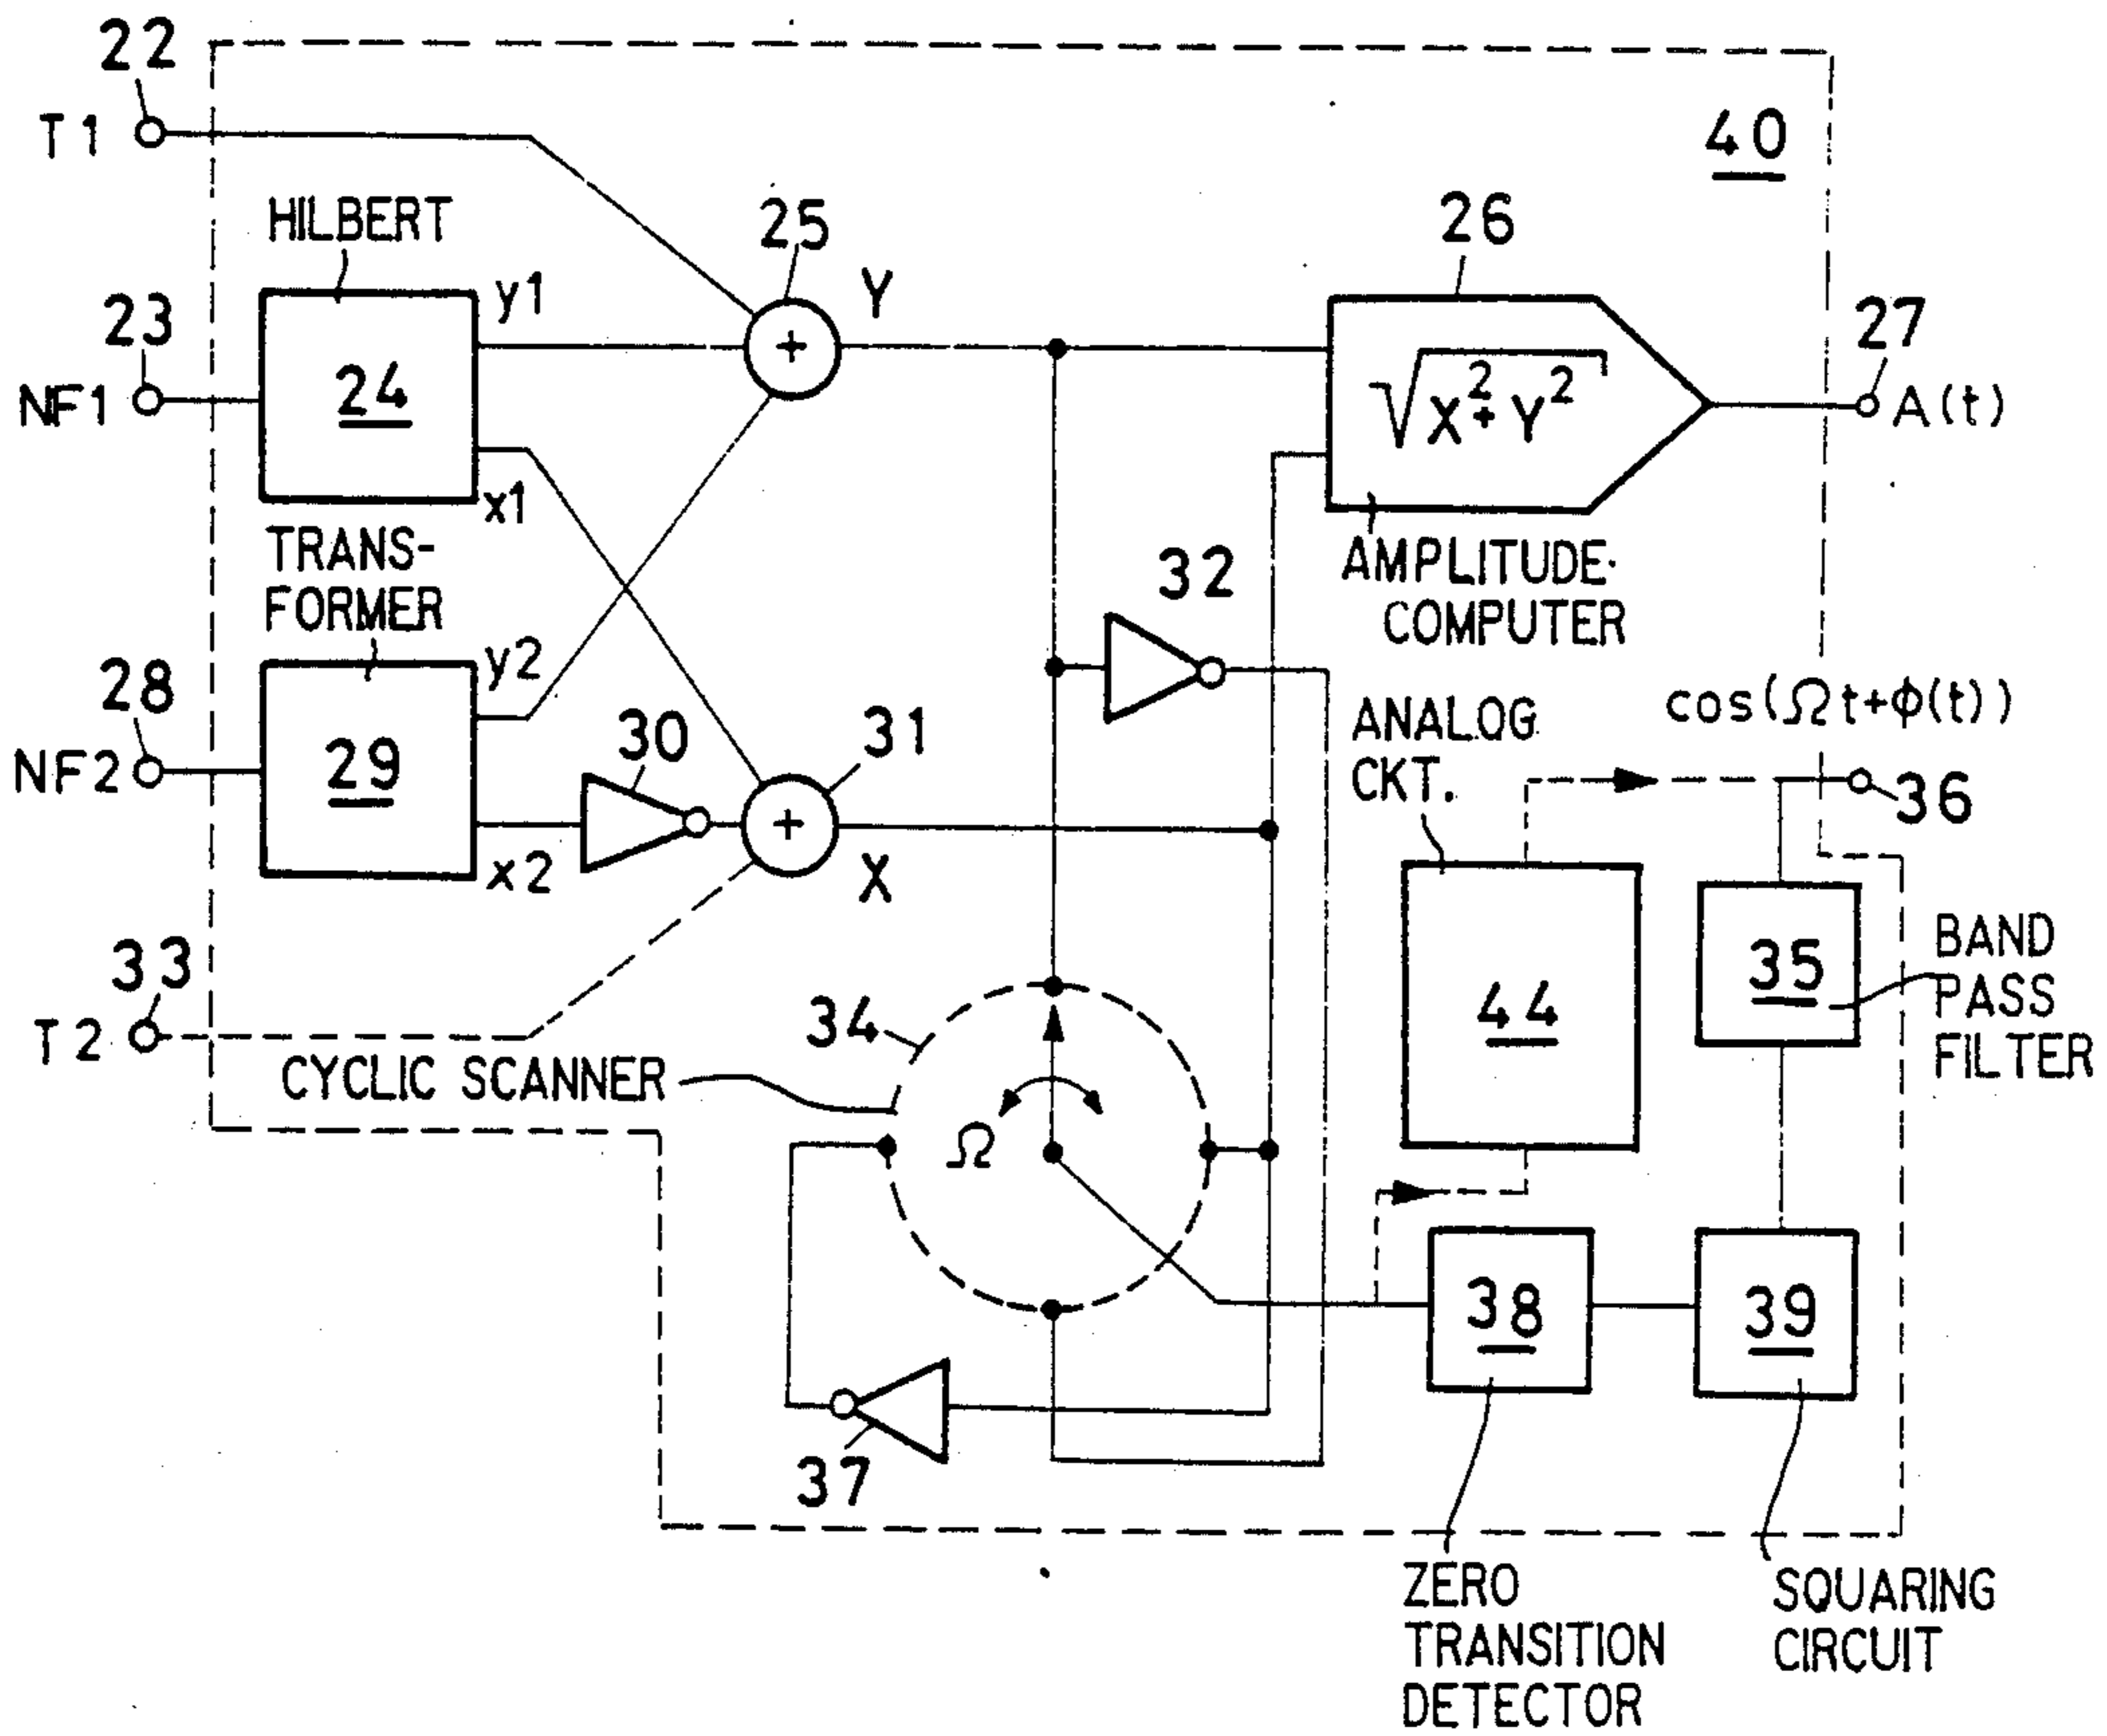 22
T1
40
HILBERT
25
Y
26
23
NF1
24
y1
x1
+
√X²+Y²
27
A(t)
TRANS-
FORMER
AMPLITUDE-
COMPUTER
32
28
NF2
29
y2
x2
30
31
+
X
ANALOG
CKT.
cos(Ωt+ϕ(t))
36
33
T2
34
CYCLIC SCANNER
Ω
44
35
BAND
PASS
FILTER
37
38
39
ZERO
TRANSITION
DETECTOR
SQUARING
CIRCUIT